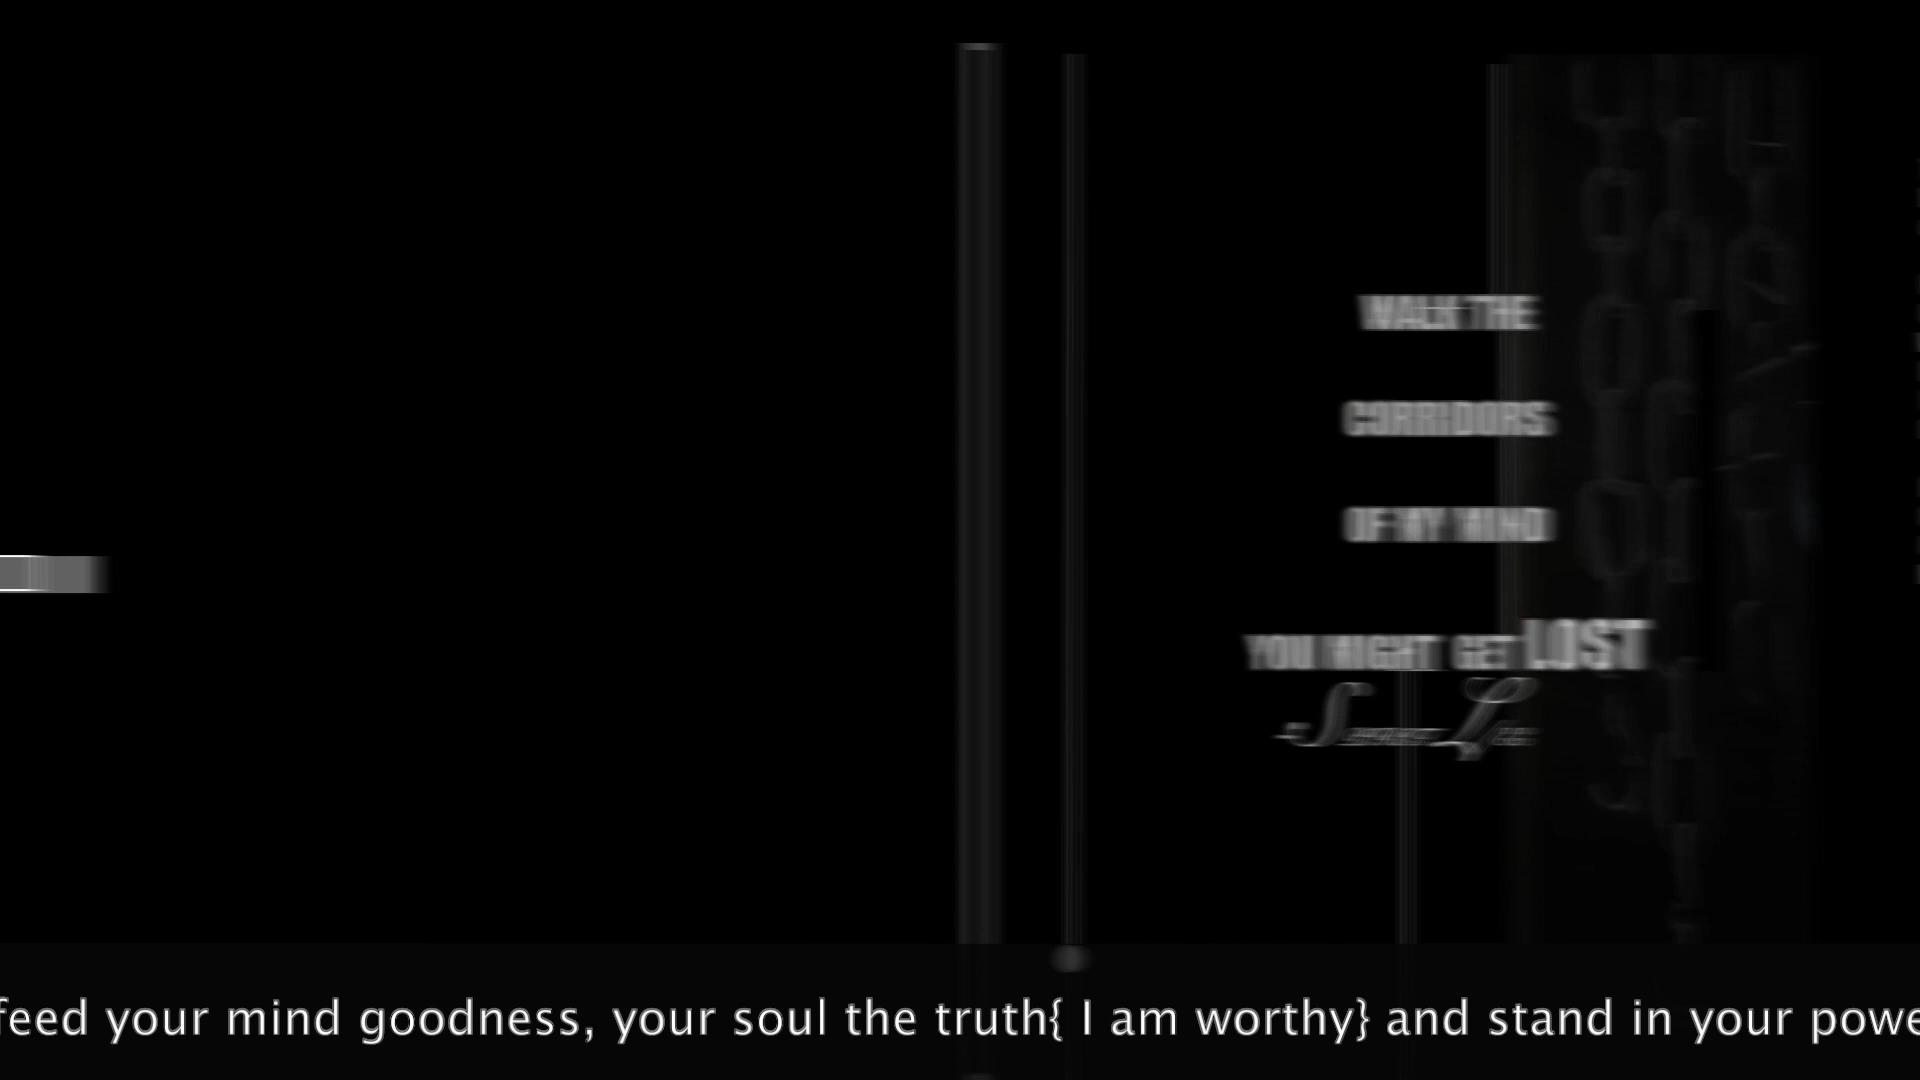 WALK THE
CORRIDORS
OF MY MIND
YOU MIGHT GET LOST
feed your mind goodness, your soul the truth{ I am worthy} and stand in your powe